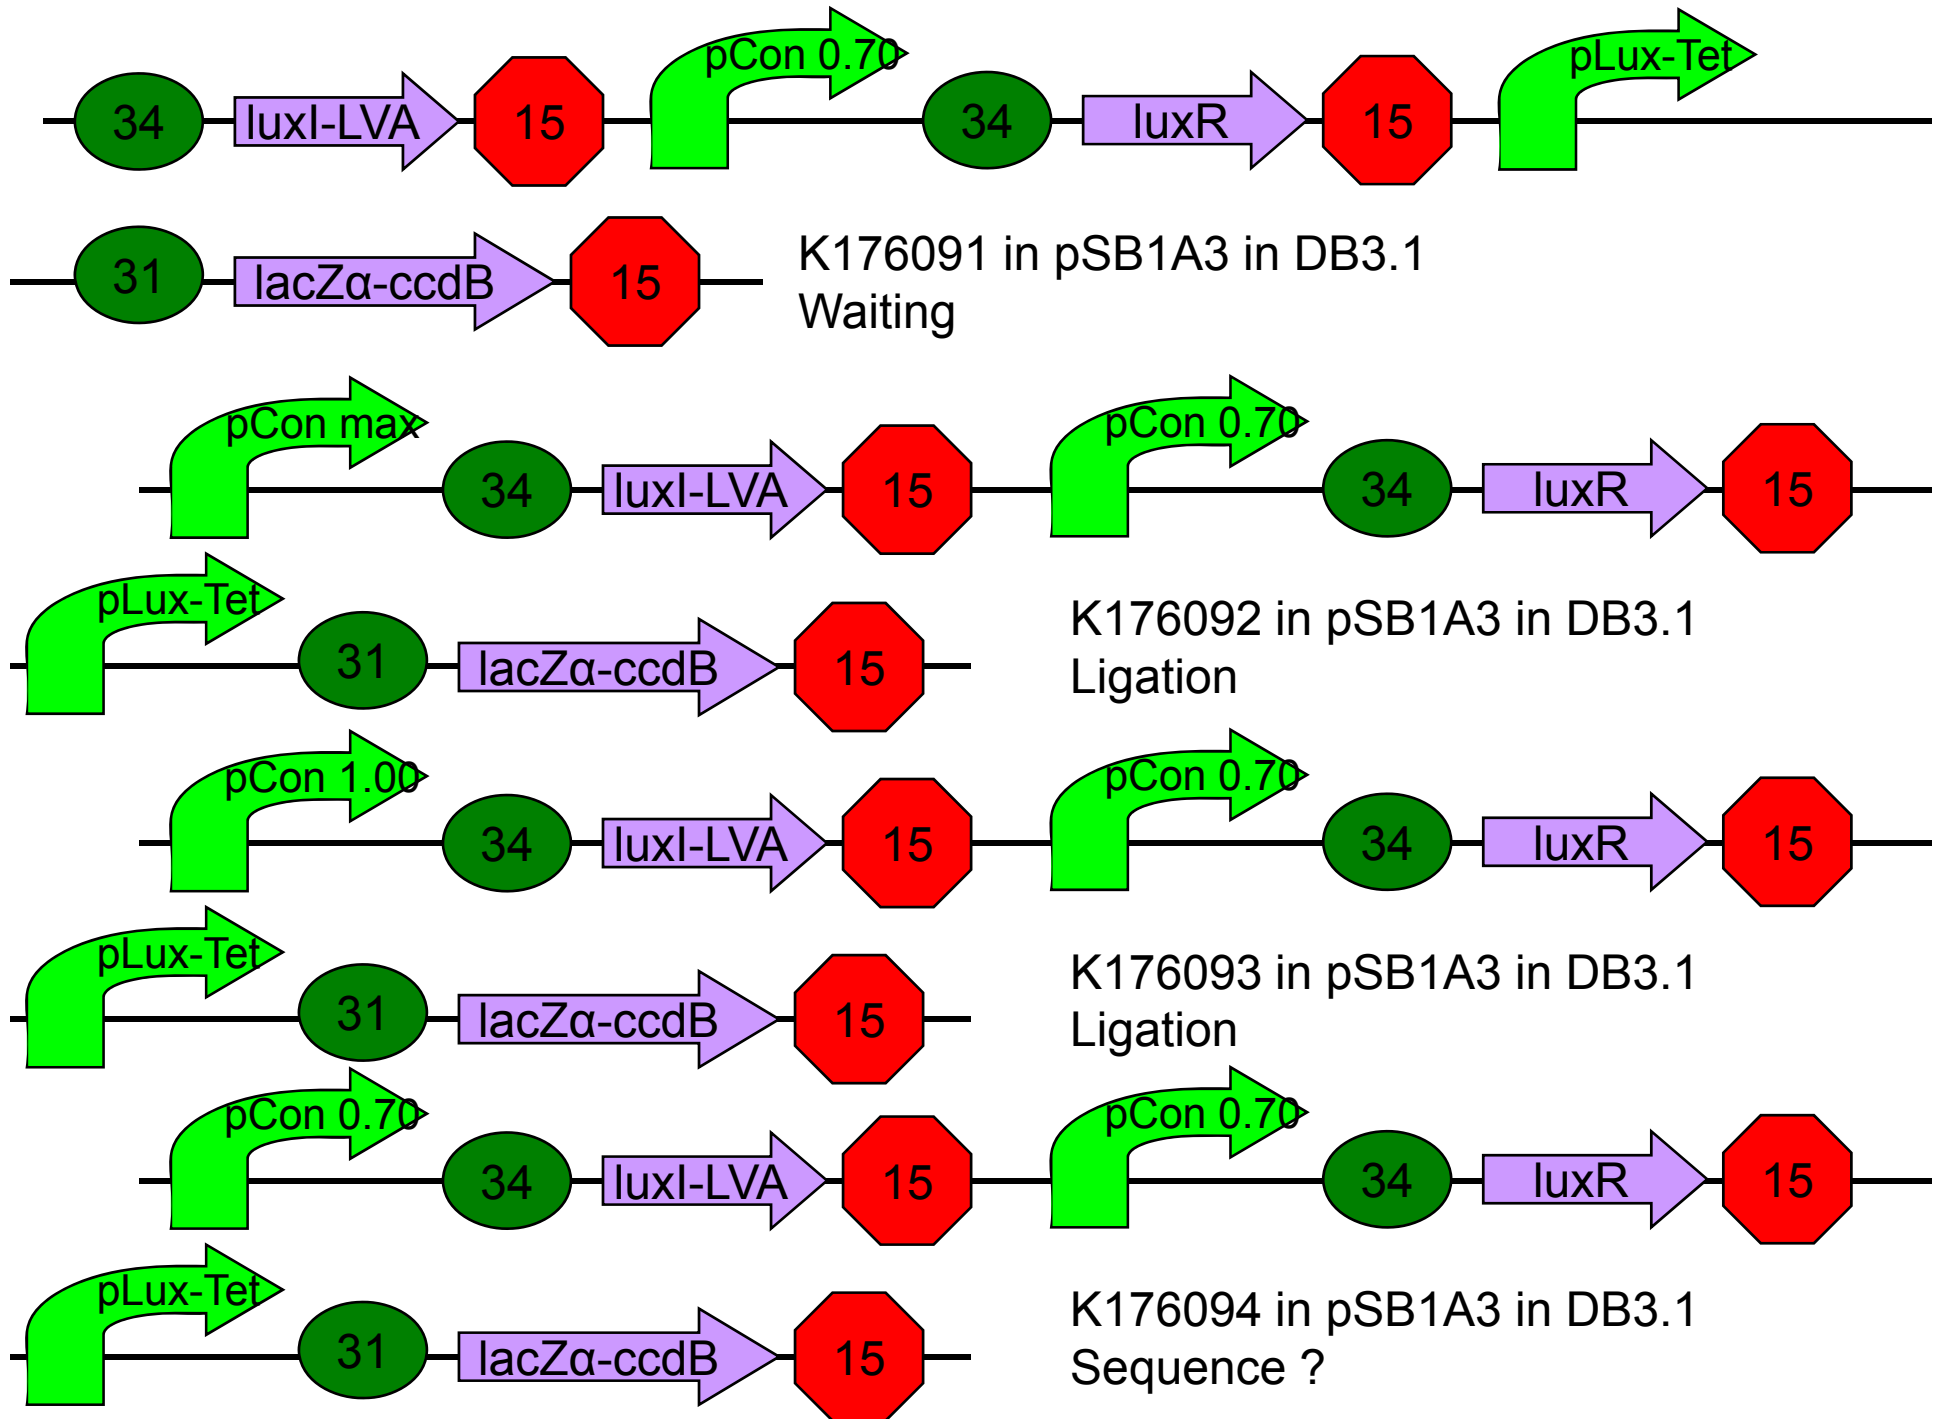 34 luxI-LVA 15 pCon 0.70 34 luxR 15 pLux-Tet
31 lacZα-ccdB 15 K176091 in pSB1A3 in DB3.1
Waiting
pCon max 34 luxI-LVA 15 pCon 0.70 34 luxR 15
pLux-Tet 31 lacZα-ccdB 15 K176092 in pSB1A3 in DB3.1
Ligation
pCon 1.00 34 luxI-LVA 15 pCon 0.70 34 luxR 15
pLux-Tet 31 lacZα-ccdB 15 K176093 in pSB1A3 in DB3.1
Ligation
pCon 0.70 34 luxI-LVA 15 pCon 0.70 34 luxR 15
pLux-Tet 31 lacZα-ccdB 15 K176094 in pSB1A3 in DB3.1
Sequence ?